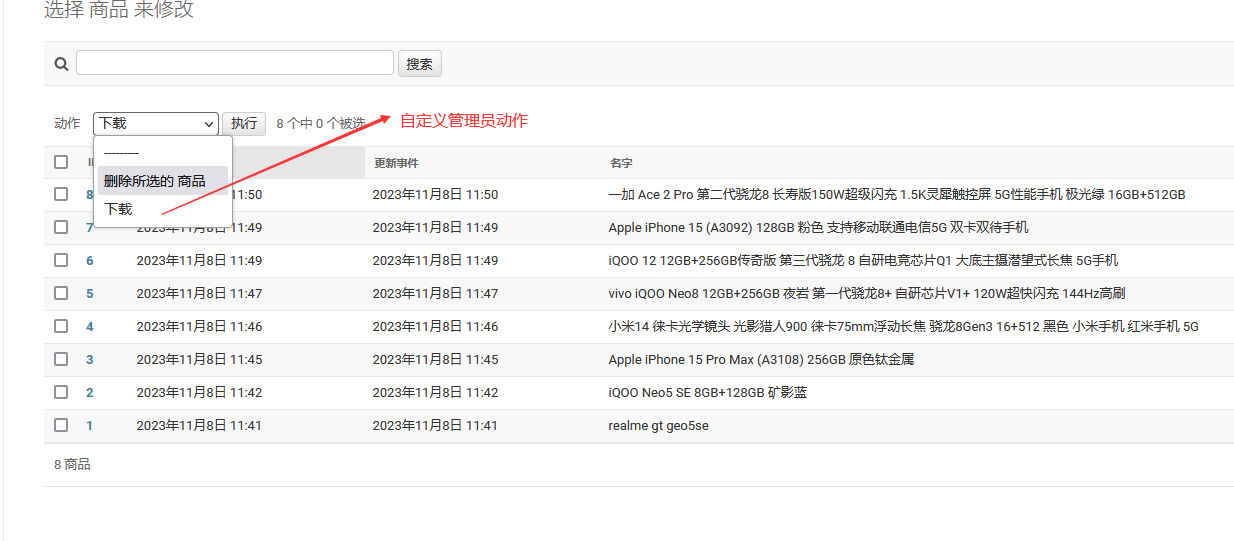 选择 商品 来修改
搜索
动作 下载 执行 8 个中 0 个被选 自定义管理员动作
---------
删除所选的 商品
下载
更新事件 名字
8 11:50 2023年11月8日 11:50 一加 Ace 2 Pro 第二代骁龙8 长寿版150W超级闪充 1.5K灵犀触控屏 5G性能手机 极光绿 16GB+512GB
7 2023年11月8日 11:49 2023年11月8日 11:49 Apple iPhone 15 (A3092) 128GB 粉色 支持移动联通电信5G 双卡双待手机
6 2023年11月8日 11:49 2023年11月8日 11:49 iQOO 12 12GB+256GB传奇版 第三代骁龙 8 自研电竞芯片Q1 大底主摄潜望式长焦 5G手机
5 2023年11月8日 11:47 2023年11月8日 11:47 vivo iQOO Neo8 12GB+256GB 夜岩 第一代骁龙8+ 自研芯片V1+ 120W超快闪充 144Hz高刷
4 2023年11月8日 11:46 2023年11月8日 11:46 小米14 徕卡光学镜头 光影猎人900 徕卡75mm浮动长焦 骁龙8Gen3 16+512 黑色 小米手机 红米手机 5G
3 2023年11月8日 11:45 2023年11月8日 11:45 Apple iPhone 15 Pro Max (A3108) 256GB 原色钛金属
2 2023年11月8日 11:42 2023年11月8日 11:42 iQOO Neo5 SE 8GB+128GB 矿影蓝
1 2023年11月8日 11:41 2023年11月8日 11:41 realme gt geo5se
8 商品